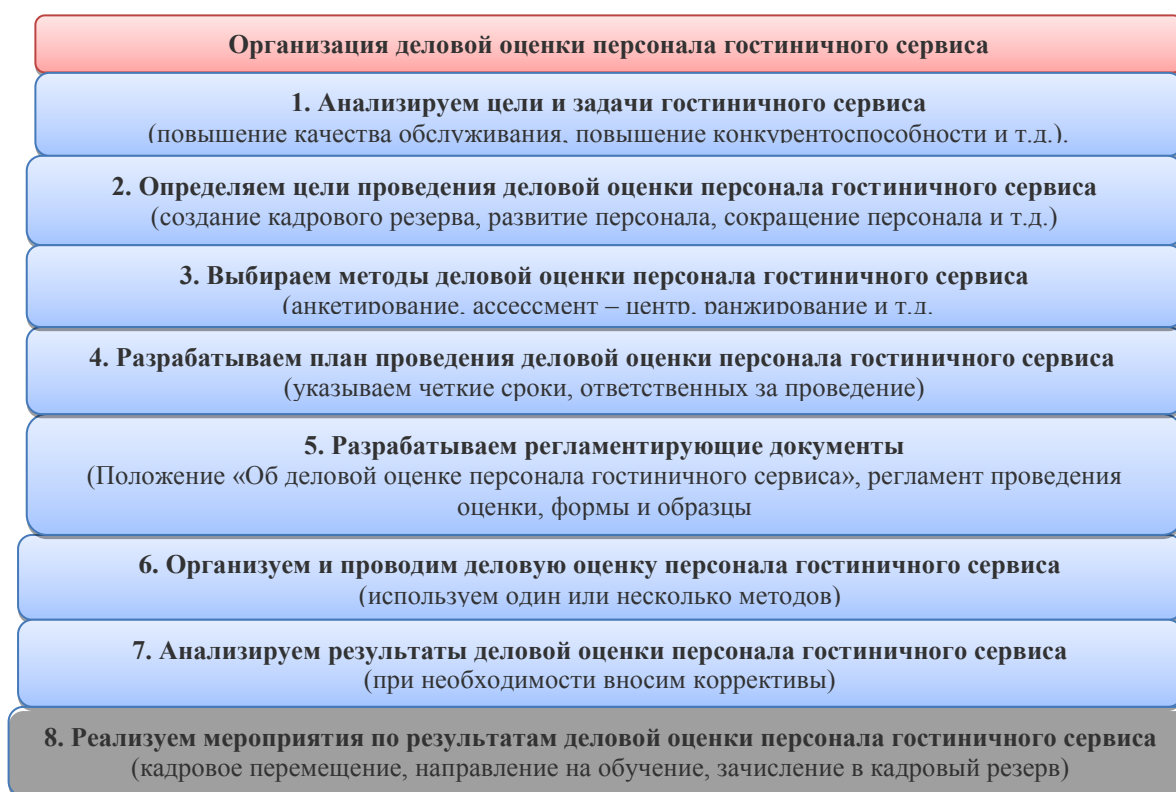 Организация деловой оценки персонала гостиничного сервиса
1. Анализируем цели и задачи гостиничного сервиса
(повышение качества обслуживания, повышение конкурентоспособности и т.д.).
2. Определяем цели проведения деловой оценки персонала гостиничного сервиса
(создание кадрового резерва, развитие персонала, сокращение персонала и т.д.)
3. Выбираем методы деловой оценки персонала гостиничного сервиса
(анкетирование, ассессмент – центр, ранжирование и т.д.
4. Разрабатываем план проведения деловой оценки персонала гостиничного сервиса
(указываем четкие сроки, ответственных за проведение)
5. Разрабатываем регламентирующие документы
(Положение «Об деловой оценке персонала гостиничного сервиса», регламент проведения
оценки, формы и образцы
6. Организуем и проводим деловую оценку персонала гостиничного сервиса
(используем один или несколько методов)
7. Анализируем результаты деловой оценки персонала гостиничного сервиса
(при необходимости вносим коррективы)
8. Реализуем мероприятия по результатам деловой оценки персонала гостиничного сервиса
(кадровое перемещение, направление на обучение, зачисление в кадровый резерв)